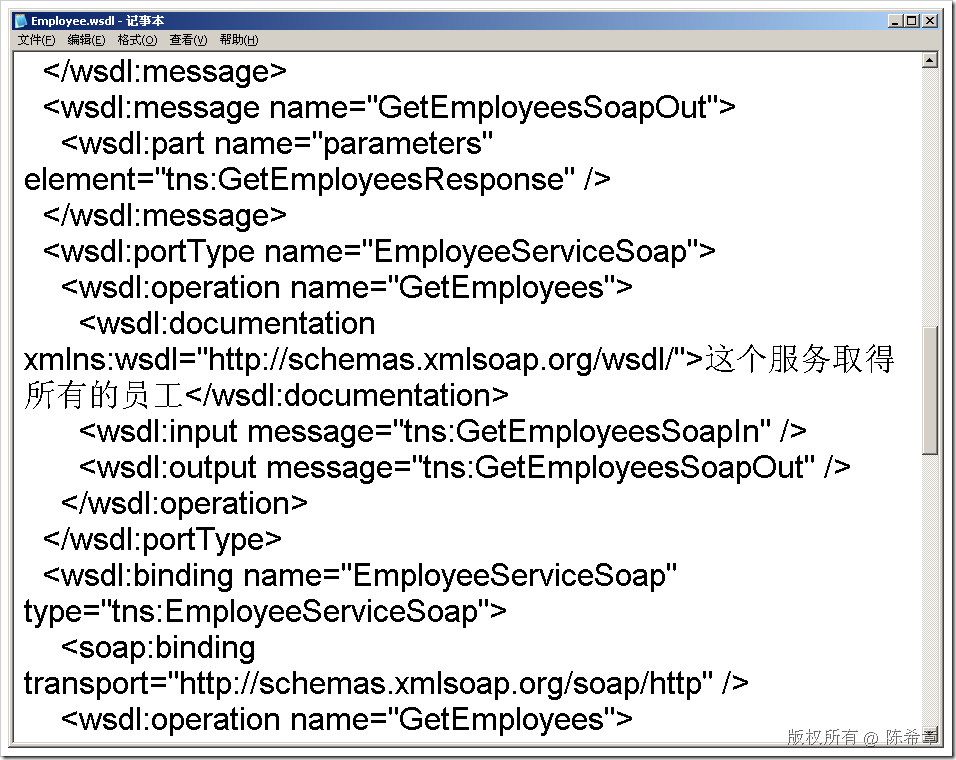 Employee.wsdl - 记事本
文件(F) 编辑(E) 格式(O) 查看(V) 帮助(H)
</wsdl:message>
<wsdl:message name="GetEmployeesSoapOut">
<wsdl:part name="parameters"
element="tns:GetEmployeesResponse" />
</wsdl:message>
<wsdl:portType name="EmployeeServiceSoap">
<wsdl:operation name="GetEmployees">
<wsdl:documentation
xmlns:wsdl="http://schemas.xmlsoap.org/wsdl/">这个服务取得
所有的员工</wsdl:documentation>
<wsdl:input message="tns:GetEmployeesSoapIn" />
<wsdl:output message="tns:GetEmployeesSoapOut" />
</wsdl:operation>
</wsdl:portType>
<wsdl:binding name="EmployeeServiceSoap"
type="tns:EmployeeServiceSoap">
<soap:binding
transport="http://schemas.xmlsoap.org/soap/http" />
<wsdl:operation name="GetEmployees">
版权所有 @ 陈希章